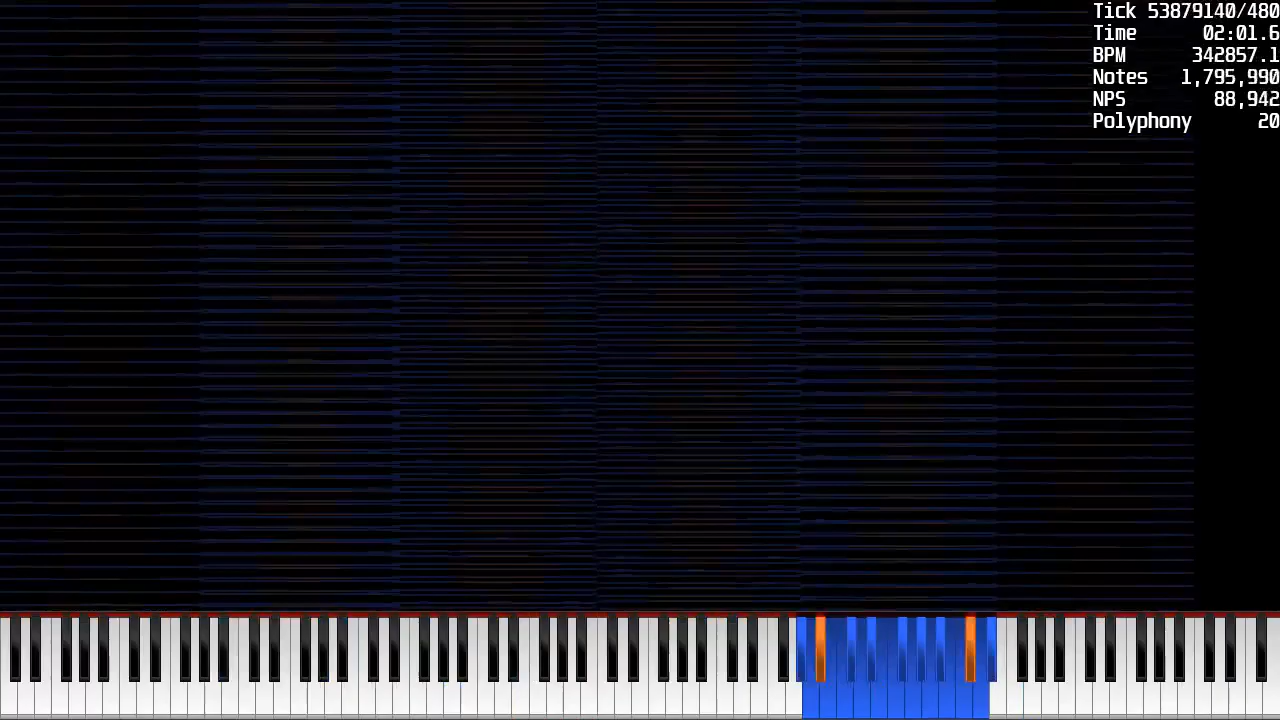 Tick 53879140/480
Time 02:01.6
BPM 342857.1
Notes 1,795,990
NPS 88,942
Polyphony 20